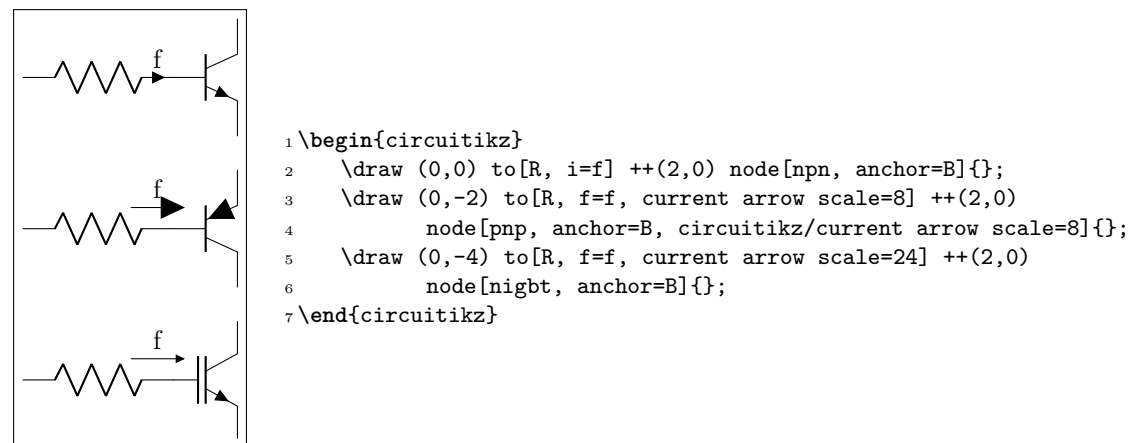 f
f
f
1 \begin{circuitikz}
2     \draw (0,0) to[R, i=f] ++(2,0) node[npn, anchor=B]{};
3     \draw (0,-2) to[R, f=f, current arrow scale=8] ++(2,0)
4           node[pnp, anchor=B, circuitikz/current arrow scale=8]{};
5     \draw (0,-4) to[R, f=f, current arrow scale=24] ++(2,0)
6           node[nigbt, anchor=B]{};
7 \end{circuitikz}